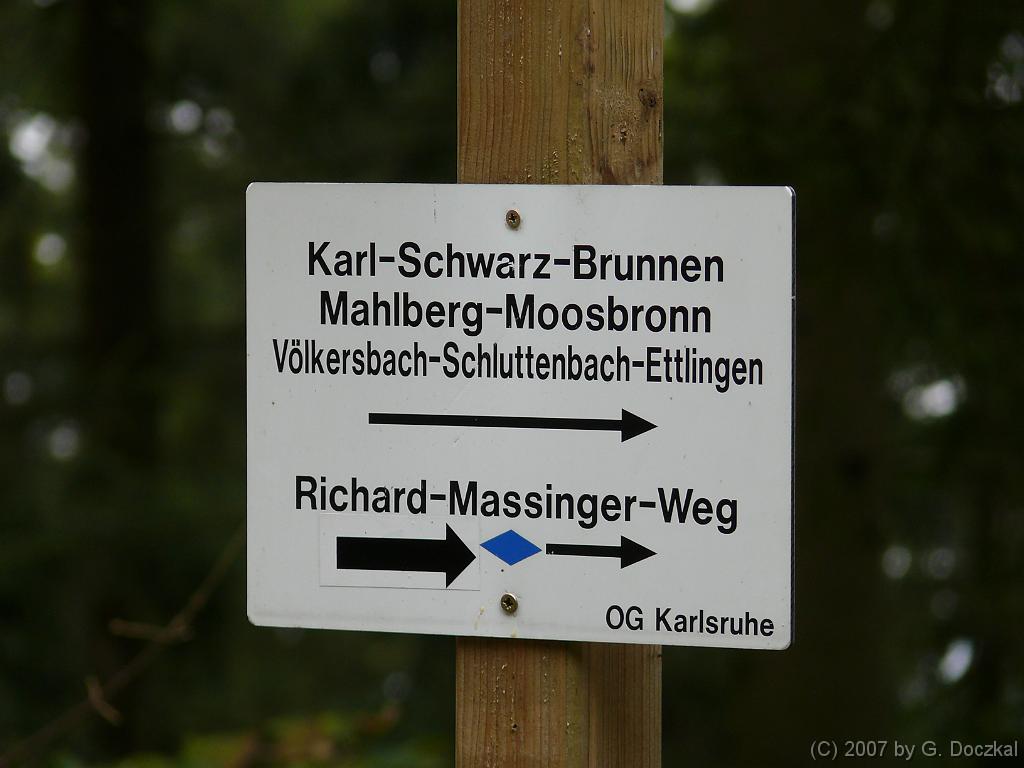 Karl-Schwarz-Brunnen
Mahlberg-Moosbronn
Völkersbach-Schluttenbach-Ettlingen
Richard-Massinger-Weg
OG Karlsruhe
(C) 2007 by G. Doczkal